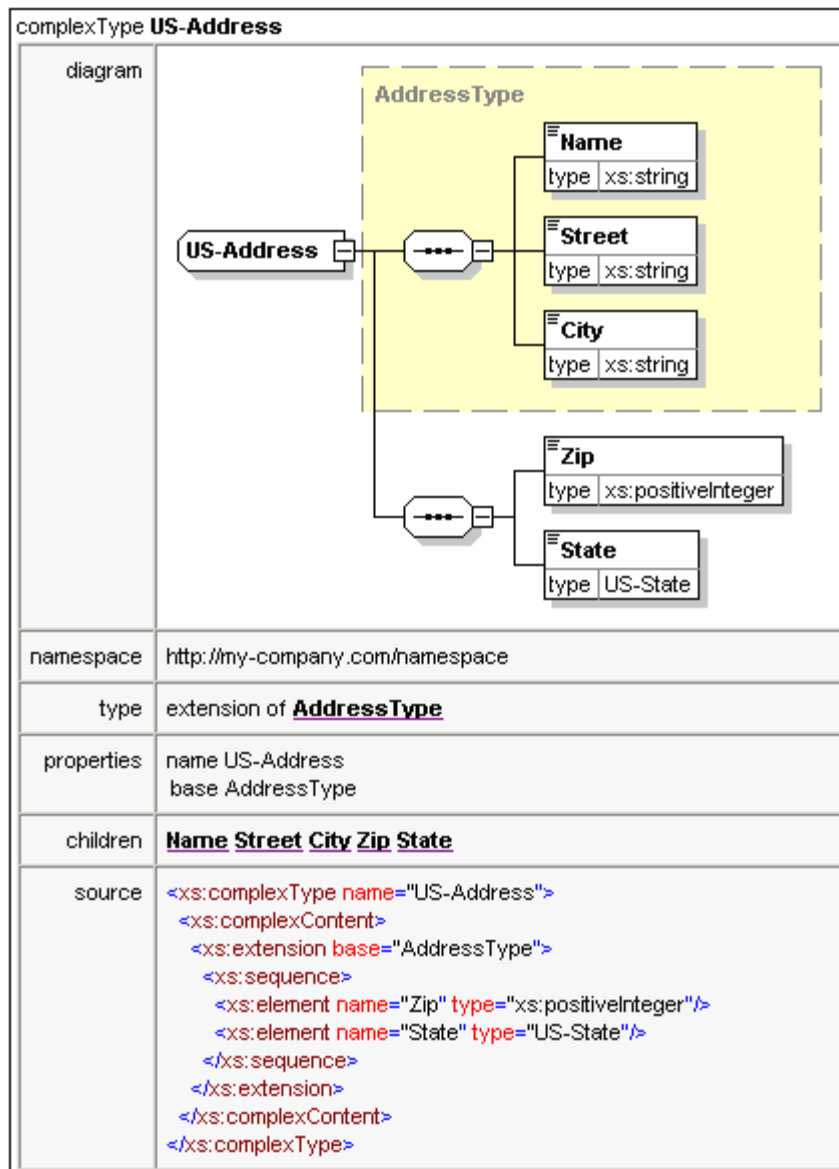 complexType US-Address
diagram
AddressType
Name
type xs:string
US-Address
Street
type xs:string
City
type xs:string
Zip
type xs:positiveInteger
State
type US-State
namespace http://my-company.com/namespace
type extension of AddressType
properties name US-Address
base AddressType
children Name Street City Zip State
source <xs:complexType name="US-Address">
<xs:complexContent>
<xs:extension base="AddressType">
<xs:sequence>
<xs:element name="Zip" type="xs:positiveInteger"/>
<xs:element name="State" type="US-State"/>
</xs:sequence>
</xs:extension>
</xs:complexContent>
</xs:complexType>